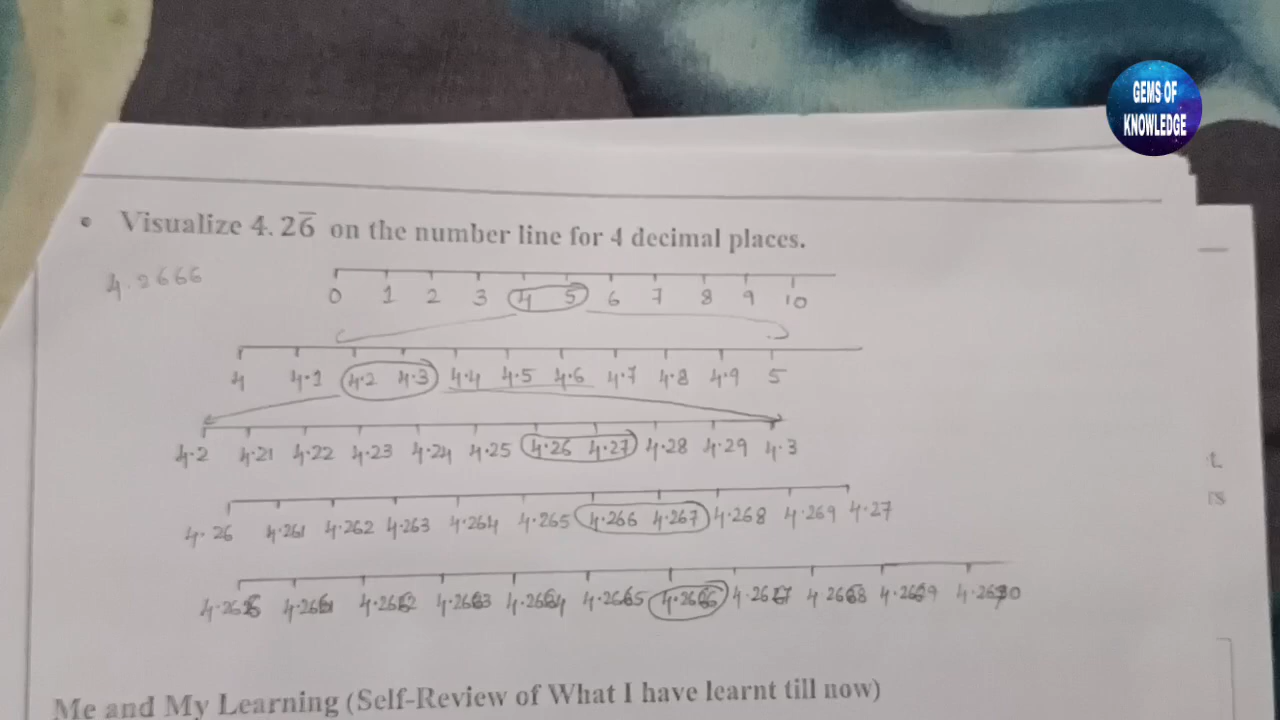 GEMS OF
KNOWLEDGE
• Visualize 4.26̅ on the number line for 4 decimal places.
4.2666
0 1 2 3 4 5 6 7 8 9 10
4 4.1 4.2 4.3 4.4 4.5 4.6 4.7 4.8 4.9 5
4.2 4.21 4.22 4.23 4.24 4.25 4.26 4.27 4.28 4.29 4.3
4.26 4.261 4.262 4.263 4.264 4.265 4.266 4.267 4.268 4.269 4.27
4.2661 4.2662 4.2663 4.2664 4.2665 4.2666 4.2667 4.2668 4.2669
Me and My Learning (Self-Review of What I have learnt till now)